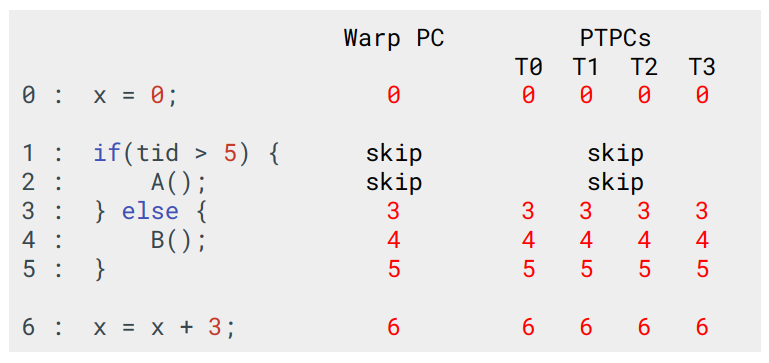 Warp PC PTPCs
T0 T1 T2 T3
0 : x = 0; 0 0 0 0 0
1 : if(tid > 5) { skip skip
2 : A(); skip skip
3 : } else { 3 3 3 3 3
4 : B(); 4 4 4 4 4
5 : } 5 5 5 5 5
6 : x = x + 3; 6 6 6 6 6